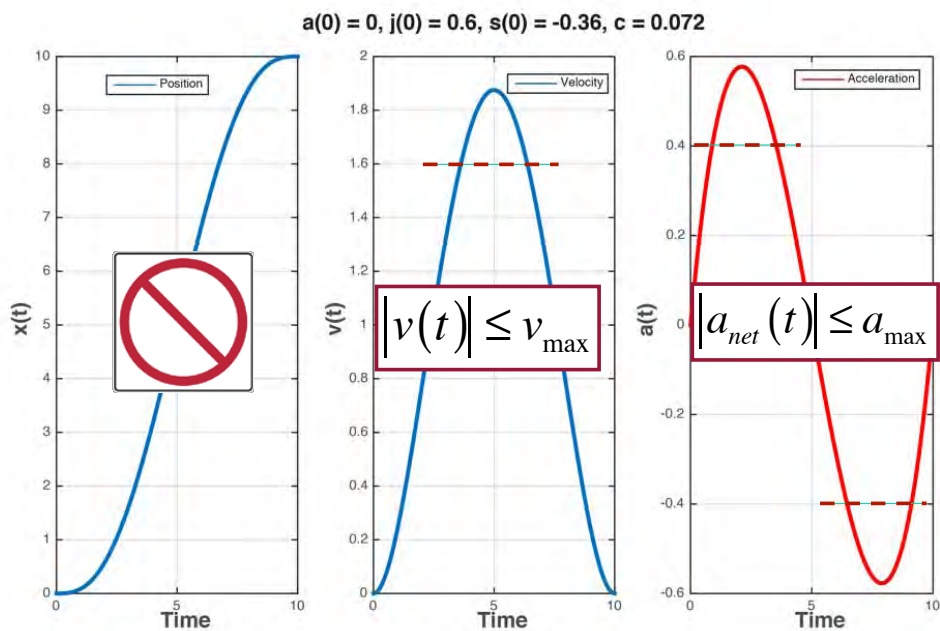 a(0) = 0, j(0) = 0.6, s(0) = -0.36, c = 0.072
Position
x(t)
10
9
8
7
6
5
4
3
2
1
0
0 5 10
Time
Velocity
v(t)
2
1.8
1.6
1.4
1.2
1
0.8
0.6
0.4
0.2
0
|v(t)| ≤ v_max
0 5 10
Time
Acceleration
a(t)
0.6
0.4
0.2
0
-0.2
-0.4
-0.6
|a_net(t)| ≤ a_max
0 5 10
Time